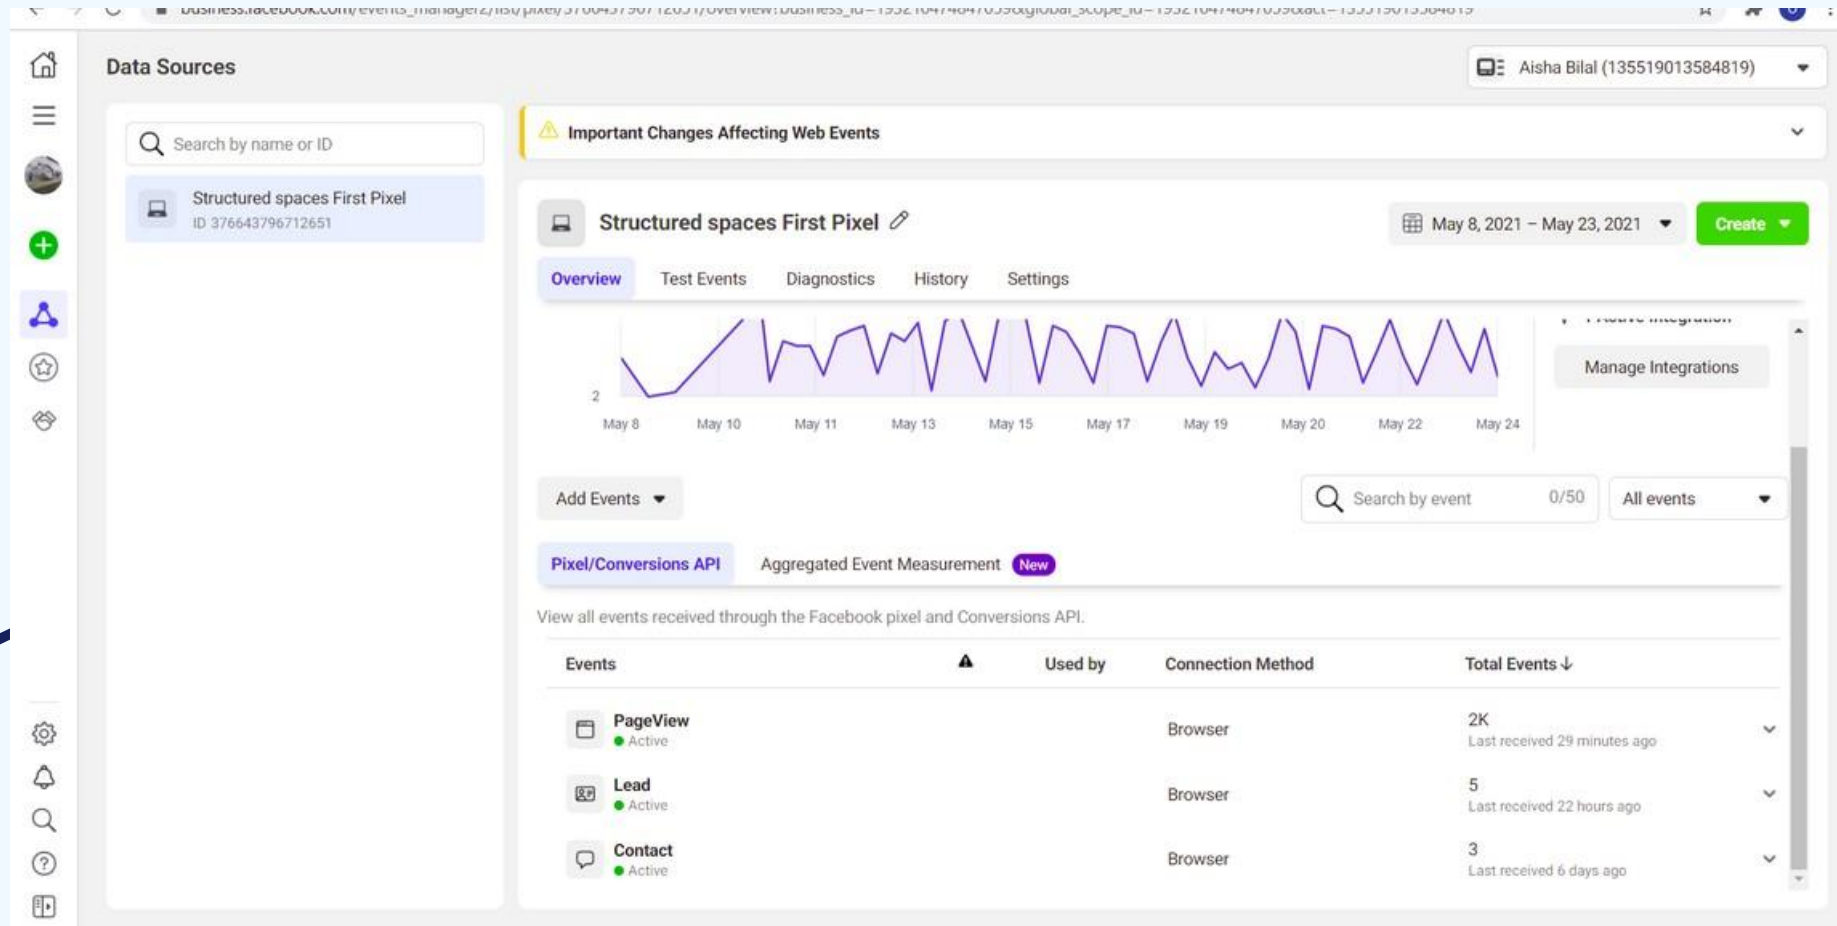 Data Sources
Aisha Bilal (135519013584819)
Search by name or ID
Structured spaces First Pixel
ID 376643796712651
Important Changes Affecting Web Events
Structured spaces First Pixel
May 8, 2021 – May 23, 2021
Create
Overview
Test Events
Diagnostics
History
Settings
Manage Integrations
2
May 8
May 10
May 11
May 13
May 15
May 17
May 19
May 20
May 22
May 24
Add Events
Search by event
0/50
All events
Pixel/Conversions API
Aggregated Event Measurement
New
View all events received through the Facebook pixel and Conversions API.
Events
Used by
Connection Method
Total Events
PageView
Active
Browser
2K
Last received 29 minutes ago
Lead
Active
Browser
5
Last received 22 hours ago
Contact
Active
Browser
3
Last received 6 days ago